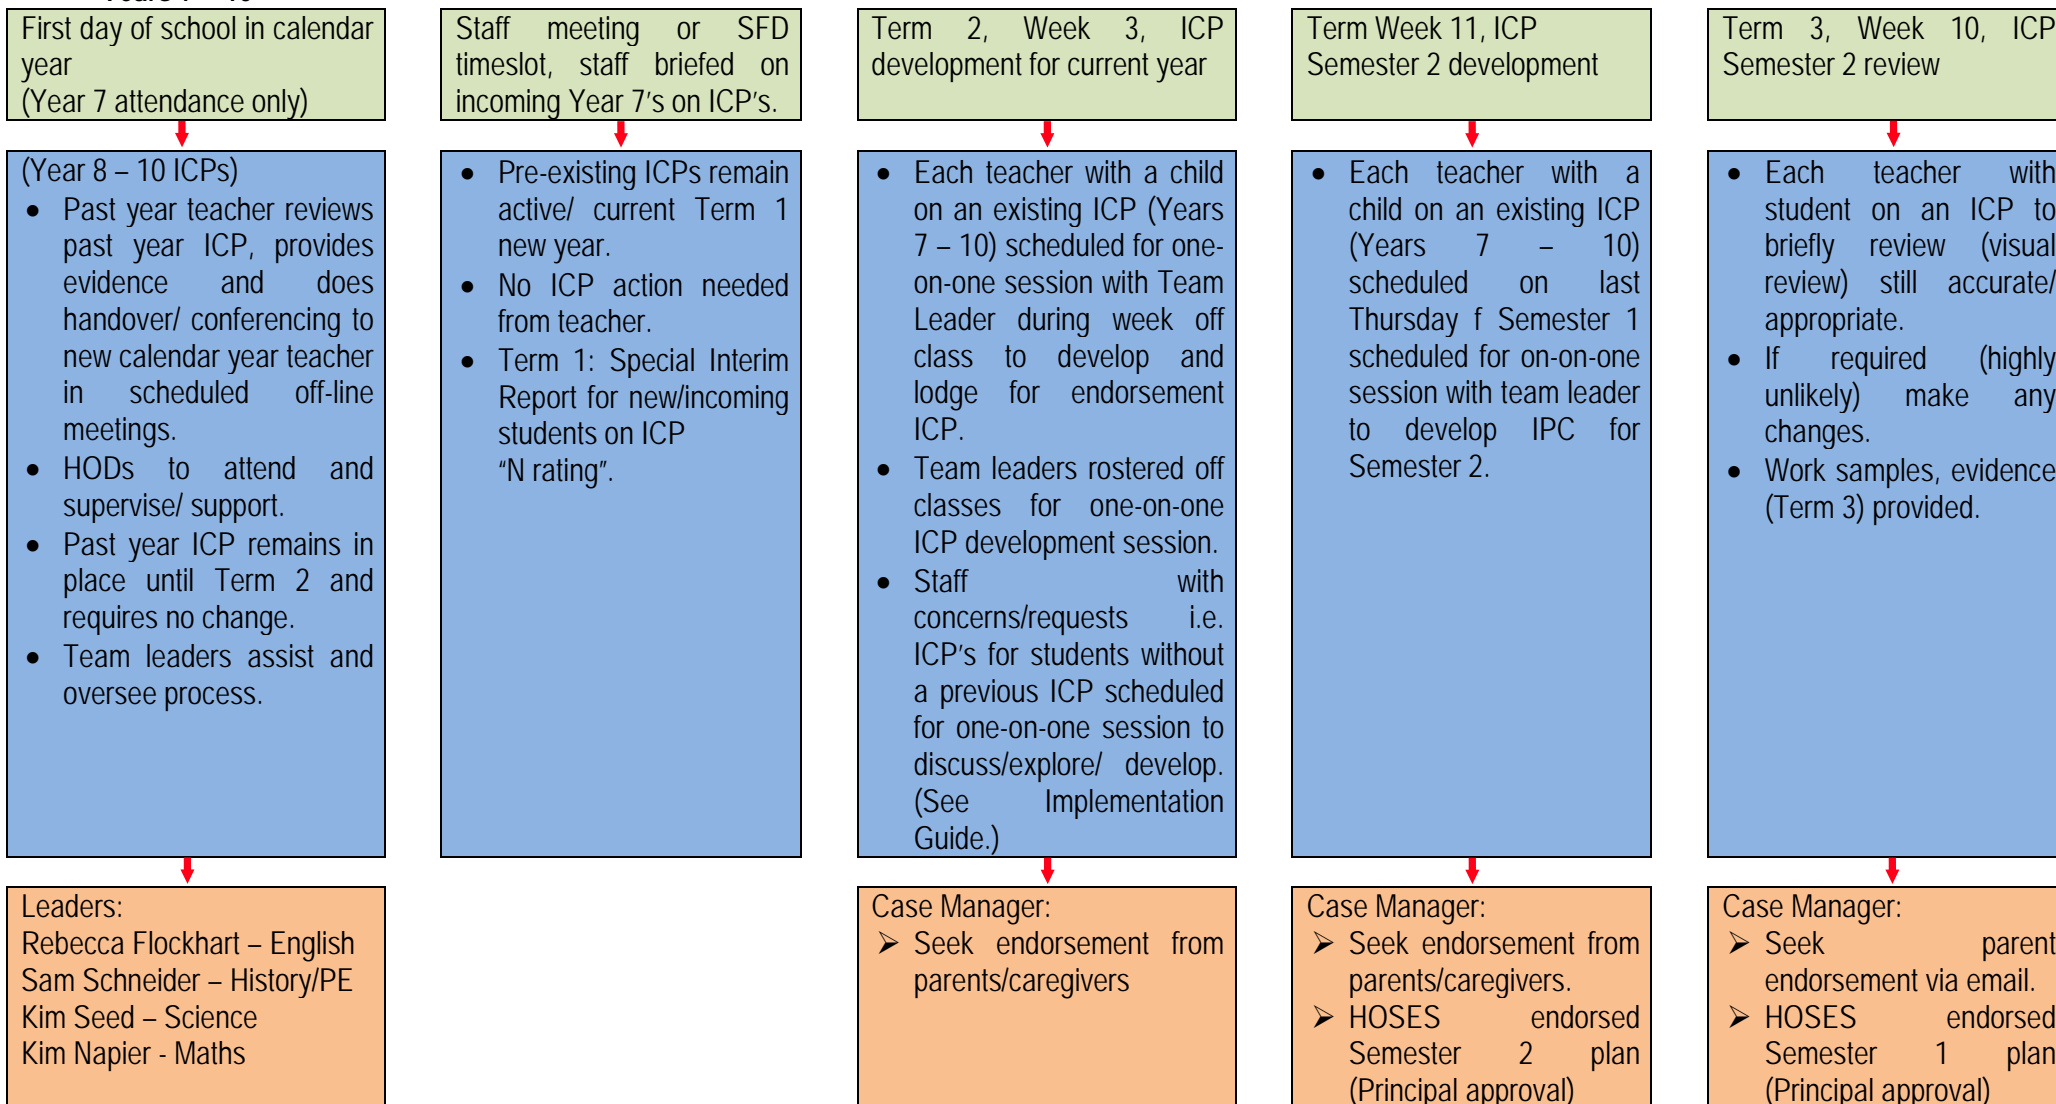 First day of school in calendar
year
(Year 7 attendance only)
(Year 8 – 10 ICPs)
• Past year teacher reviews
past year ICP, provides
evidence and does
handover/ conferencing to
new calendar year teacher
in scheduled off-line
meetings.
• HODs to attend and
supervise/ support.
• Past year ICP remains in
place until Term 2 and
requires no change.
• Team leaders assist and
oversee process.
Leaders:
Rebecca Flockhart – English
Sam Schneider – History/PE
Kim Seed – Science
Kim Napier - Maths
Staff meeting or SFD
timeslot, staff briefed on
incoming Year 7's on ICP's.
• Pre-existing ICPs remain
active/ current Term 1
new year.
• No ICP action needed
from teacher.
• Term 1: Special Interim
Report for new/incoming
students on ICP
“N rating”.
Term 2, Week 3, ICP
development for current year
• Each teacher with a child
on an existing ICP (Years
7 – 10) scheduled for one-
on-one session with Team
Leader during week off
class to develop and
lodge for endorsement
ICP.
• Team leaders rostered off
classes for one-on-one
ICP development session.
• Staff with
concerns/requests i.e.
ICP's for students without
a previous ICP scheduled
for one-on-one session to
discuss/explore/ develop.
(See Implementation
Guide.)
Case Manager:
➢ Seek endorsement from
parents/caregivers
Term Week 11, ICP
Semester 2 development
• Each teacher with a
child on an existing ICP
(Years 7 – 10)
scheduled on last
Thursday f Semester 1
scheduled for on-on-one
session with team leader
to develop IPC for
Semester 2.
Case Manager:
➢ Seek endorsement from
parents/caregivers.
➢ HOSES endorsed
Semester 2 plan
(Principal approval)
Term 3, Week 10, ICP
Semester 2 review
• Each teacher with
student on an ICP to
briefly review (visual
review) still accurate/
appropriate.
• If required (highly
unlikely) make any
changes.
• Work samples, evidence
(Term 3) provided.
Case Manager:
➢ Seek parent
endorsement via email.
➢ HOSES endorsed
Semester 1 plan
(Principal approval)